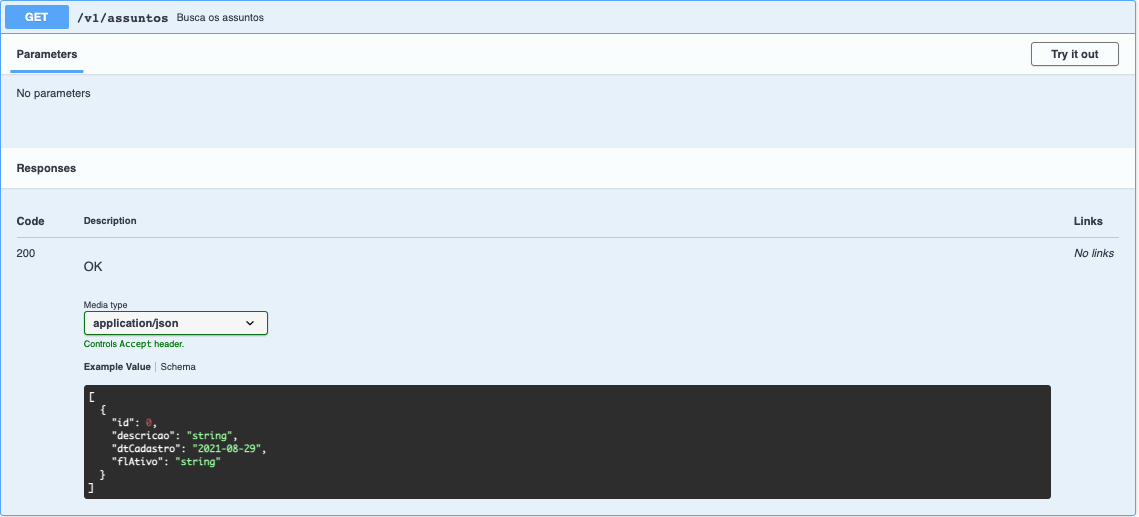 GET /v1/assuntos Busca os assuntos
Parameters
Try it out
No parameters
Responses
Code Description Links
200 No links
OK
Media type
application/json
Controls Accept header.
Example Value | Schema
[
  {
    "id": 0,
    "descricao": "string",
    "dtCadastro": "2021-08-29",
    "flAtivo": "string"
  }
]